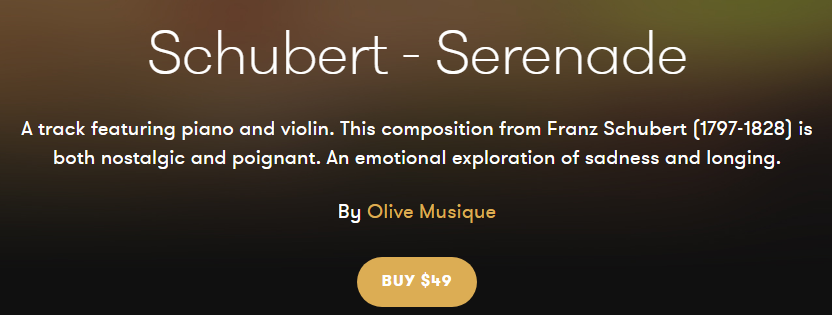 Schubert - Serenade
A track featuring piano and violin. This composition from Franz Schubert (1797-1828) is
both nostalgic and poignant. An emotional exploration of sadness and longing.
By Olive Musique
BUY $49